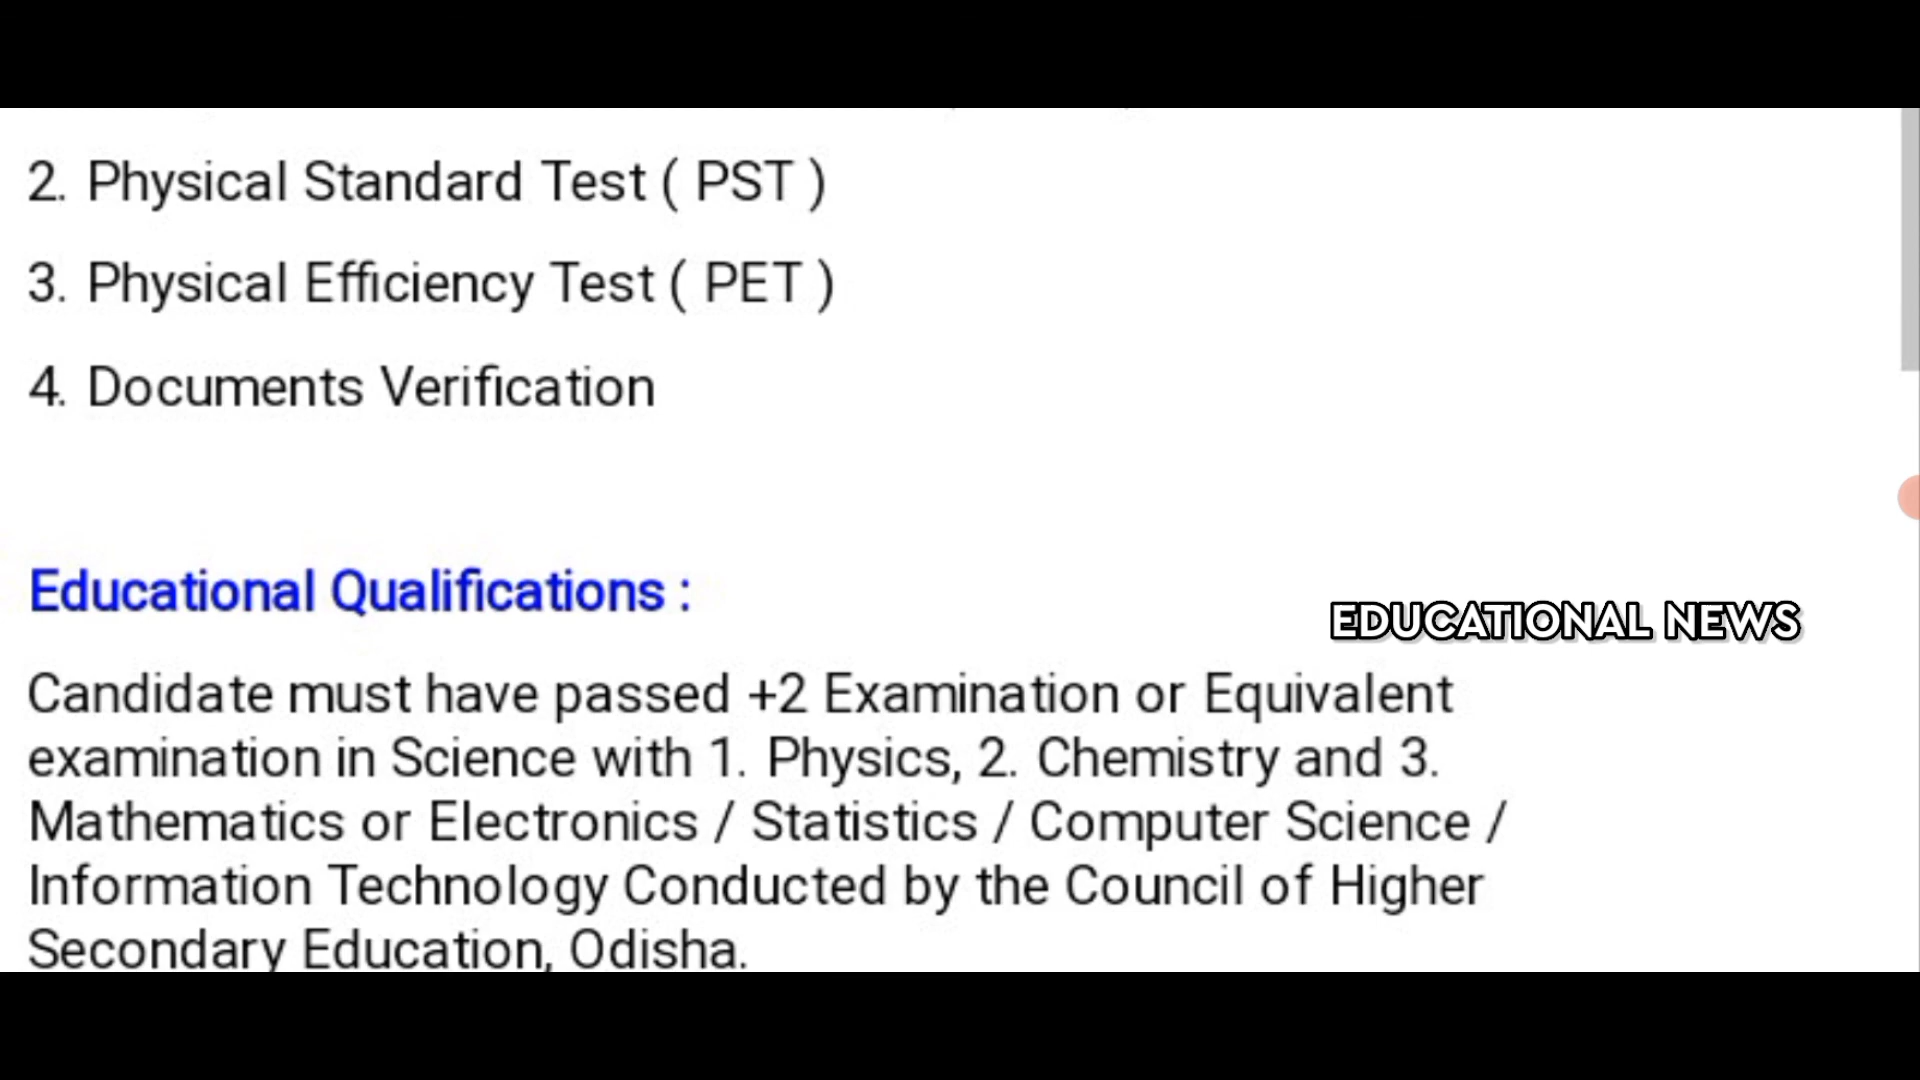 2. Physical Standard Test ( PST )
3. Physical Efficiency Test ( PET )
4. Documents Verification
Educational Qualifications :
EDUCATIONAL NEWS
Candidate must have passed +2 Examination or Equivalent
examination in Science with 1. Physics, 2. Chemistry and 3.
Mathematics or Electronics / Statistics / Computer Science /
Information Technology Conducted by the Council of Higher
Secondary Education, Odisha.